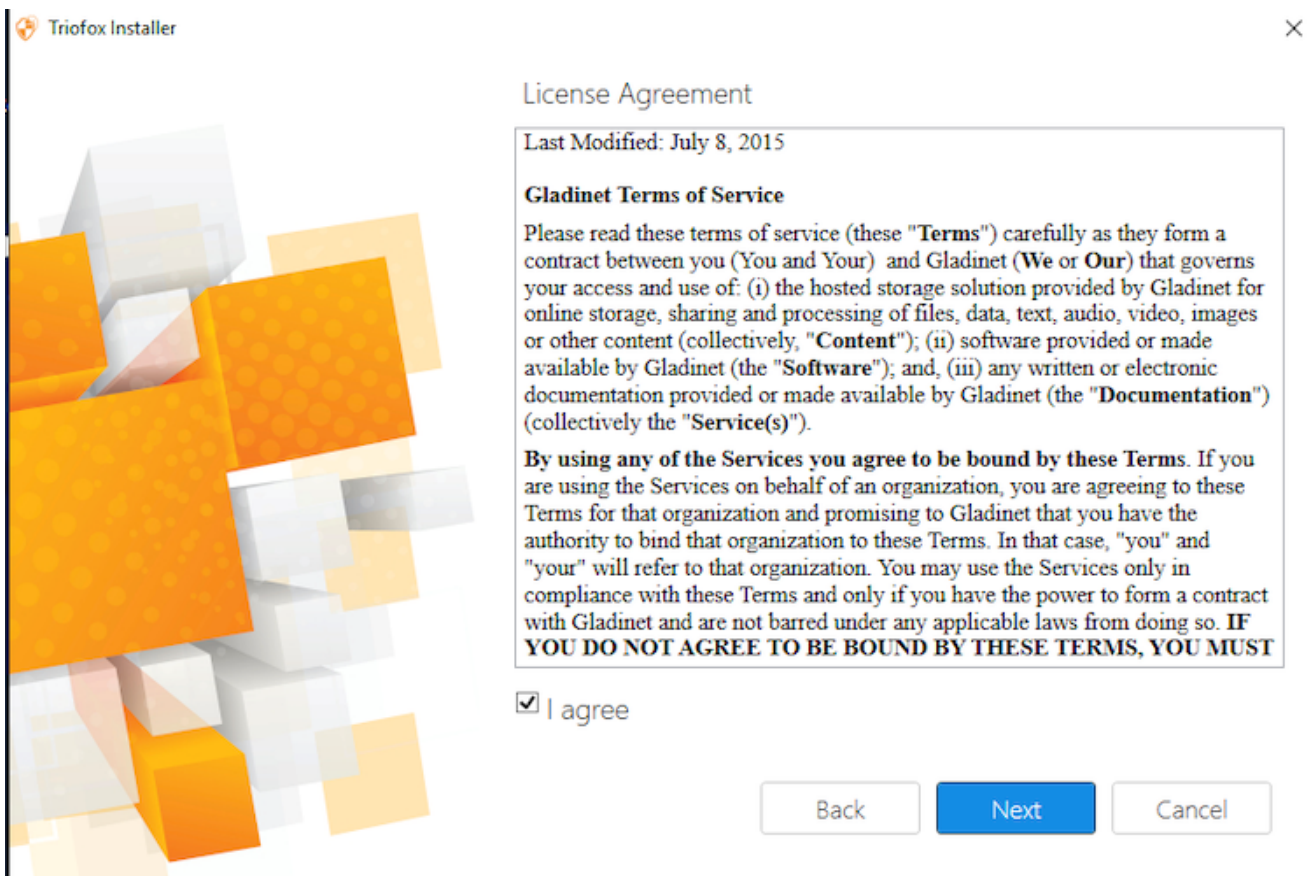 Triofox Installer
License Agreement
Last Modified: July 8, 2015
Gladinet Terms of Service
Please read these terms of service (these "Terms") carefully as they form a
contract between you (You and Your)  and Gladinet (We or Our) that governs
your access and use of: (i) the hosted storage solution provided by Gladinet for
online storage, sharing and processing of files, data, text, audio, video, images
or other content (collectively, "Content"); (ii) software provided or made
available by Gladinet (the "Software"); and, (iii) any written or electronic
documentation provided or made available by Gladinet (the "Documentation")
(collectively the "Service(s)").
By using any of the Services you agree to be bound by these Terms. If you
are using the Services on behalf of an organization, you are agreeing to these
Terms for that organization and promising to Gladinet that you have the
authority to bind that organization to these Terms. In that case, "you" and
"your" will refer to that organization. You may use the Services only in
compliance with these Terms and only if you have the power to form a contract
with Gladinet and are not barred under any applicable laws from doing so. IF
YOU DO NOT AGREE TO BE BOUND BY THESE TERMS, YOU MUST
I agree
Back
Next
Cancel